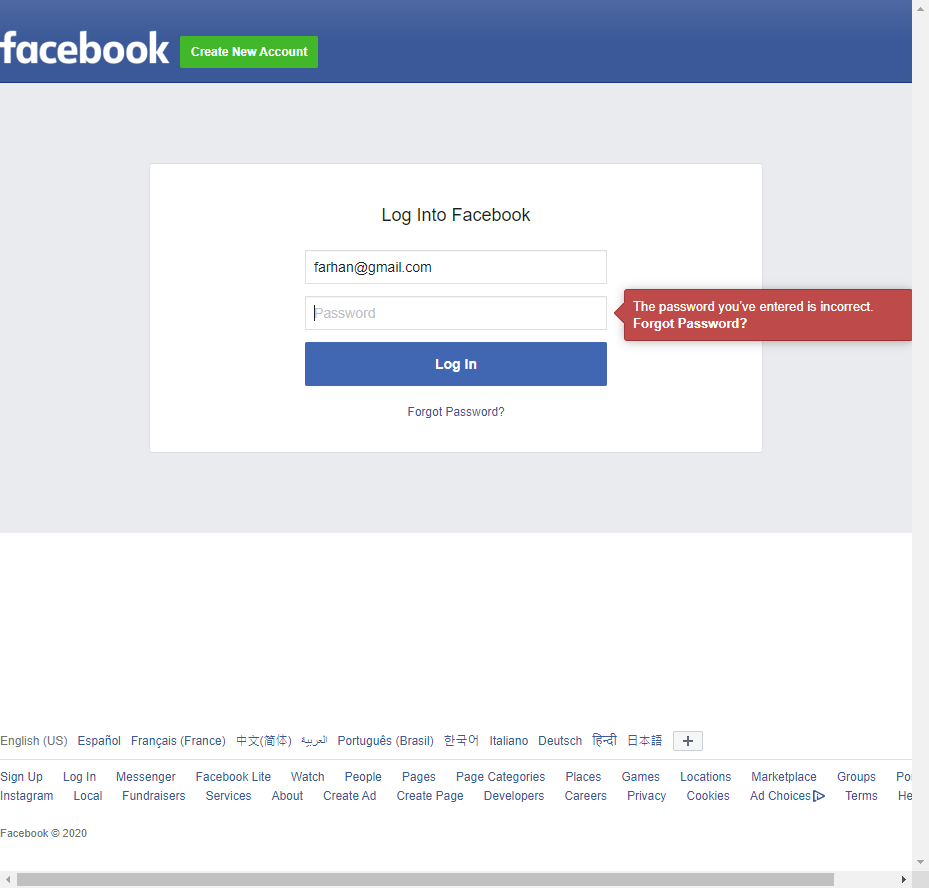 facebook
Create New Account
Log Into Facebook
farhan@gmail.com
Password
The password you've entered is incorrect.
Forgot Password?
Log In
Forgot Password?
English (US) Español Français (France) 中文(简体) العربية Português (Brasil) 한국어 Italiano Deutsch हिन्दी 日本語 +
Sign Up Log In Messenger Facebook Lite Watch People Pages Page Categories Places Games Locations Marketplace Groups Po
Instagram Local Fundraisers Services About Create Ad Create Page Developers Careers Privacy Cookies Ad Choices Terms He
Facebook © 2020